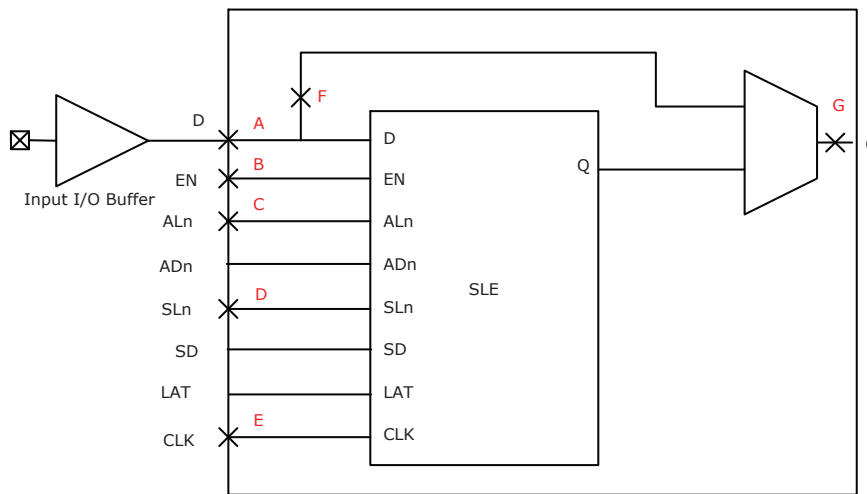 F
G
D
A
D
Q
B
EN
EN
Input I/O Buffer
C
ALn
ALn
ADn
ADn
SLE
D
SLn
SLn
SD
SD
LAT
LAT
E
CLK
CLK